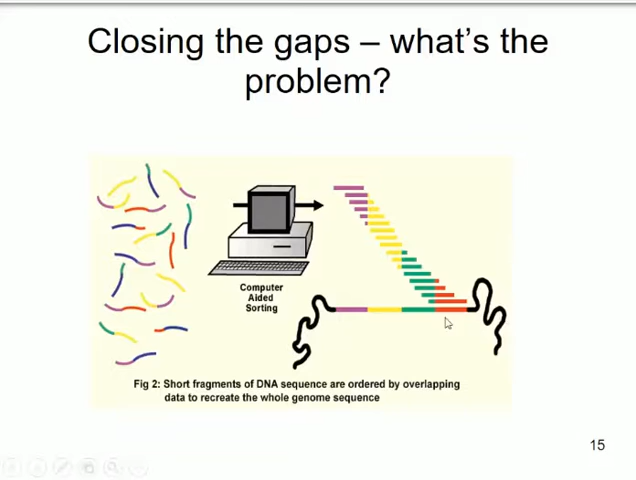 Closing the gaps – what's the
problem?
Computer
Aided
Sorting
Fig 2: Short fragments of DNA sequence are ordered by overlapping
data to recreate the whole genome sequence
15